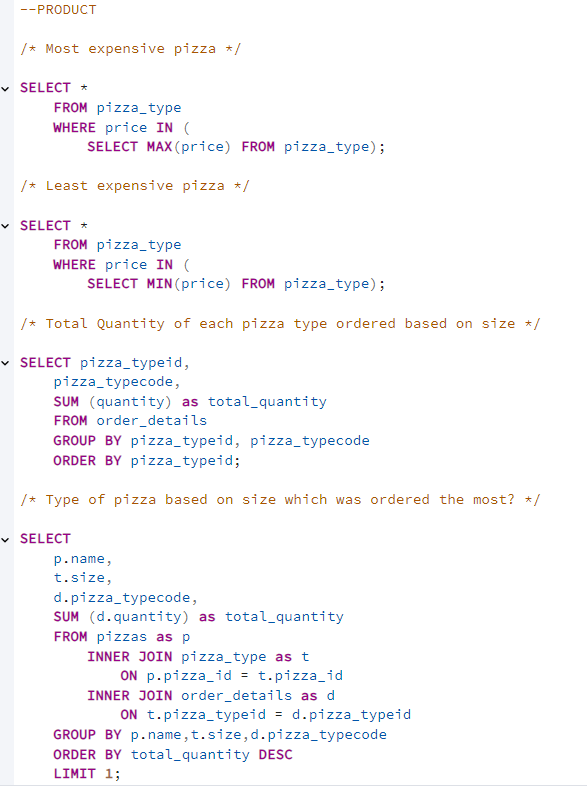 --PRODUCT
/* Most expensive pizza */
SELECT *
FROM pizza_type
WHERE price IN (
SELECT MAX(price) FROM pizza_type);
/* Least expensive pizza */
SELECT *
FROM pizza_type
WHERE price IN (
SELECT MIN(price) FROM pizza_type);
/* Total Quantity of each pizza type ordered based on size */
SELECT pizza_typeid,
pizza_typecode,
SUM (quantity) as total_quantity
FROM order_details
GROUP BY pizza_typeid, pizza_typecode
ORDER BY pizza_typeid;
/* Type of pizza based on size which was ordered the most? */
SELECT
p.name,
t.size,
d.pizza_typecode,
SUM (d.quantity) as total_quantity
FROM pizzas as p
INNER JOIN pizza_type as t
ON p.pizza_id = t.pizza_id
INNER JOIN order_details as d
ON t.pizza_typeid = d.pizza_typeid
GROUP BY p.name,t.size,d.pizza_typecode
ORDER BY total_quantity DESC
LIMIT 1;